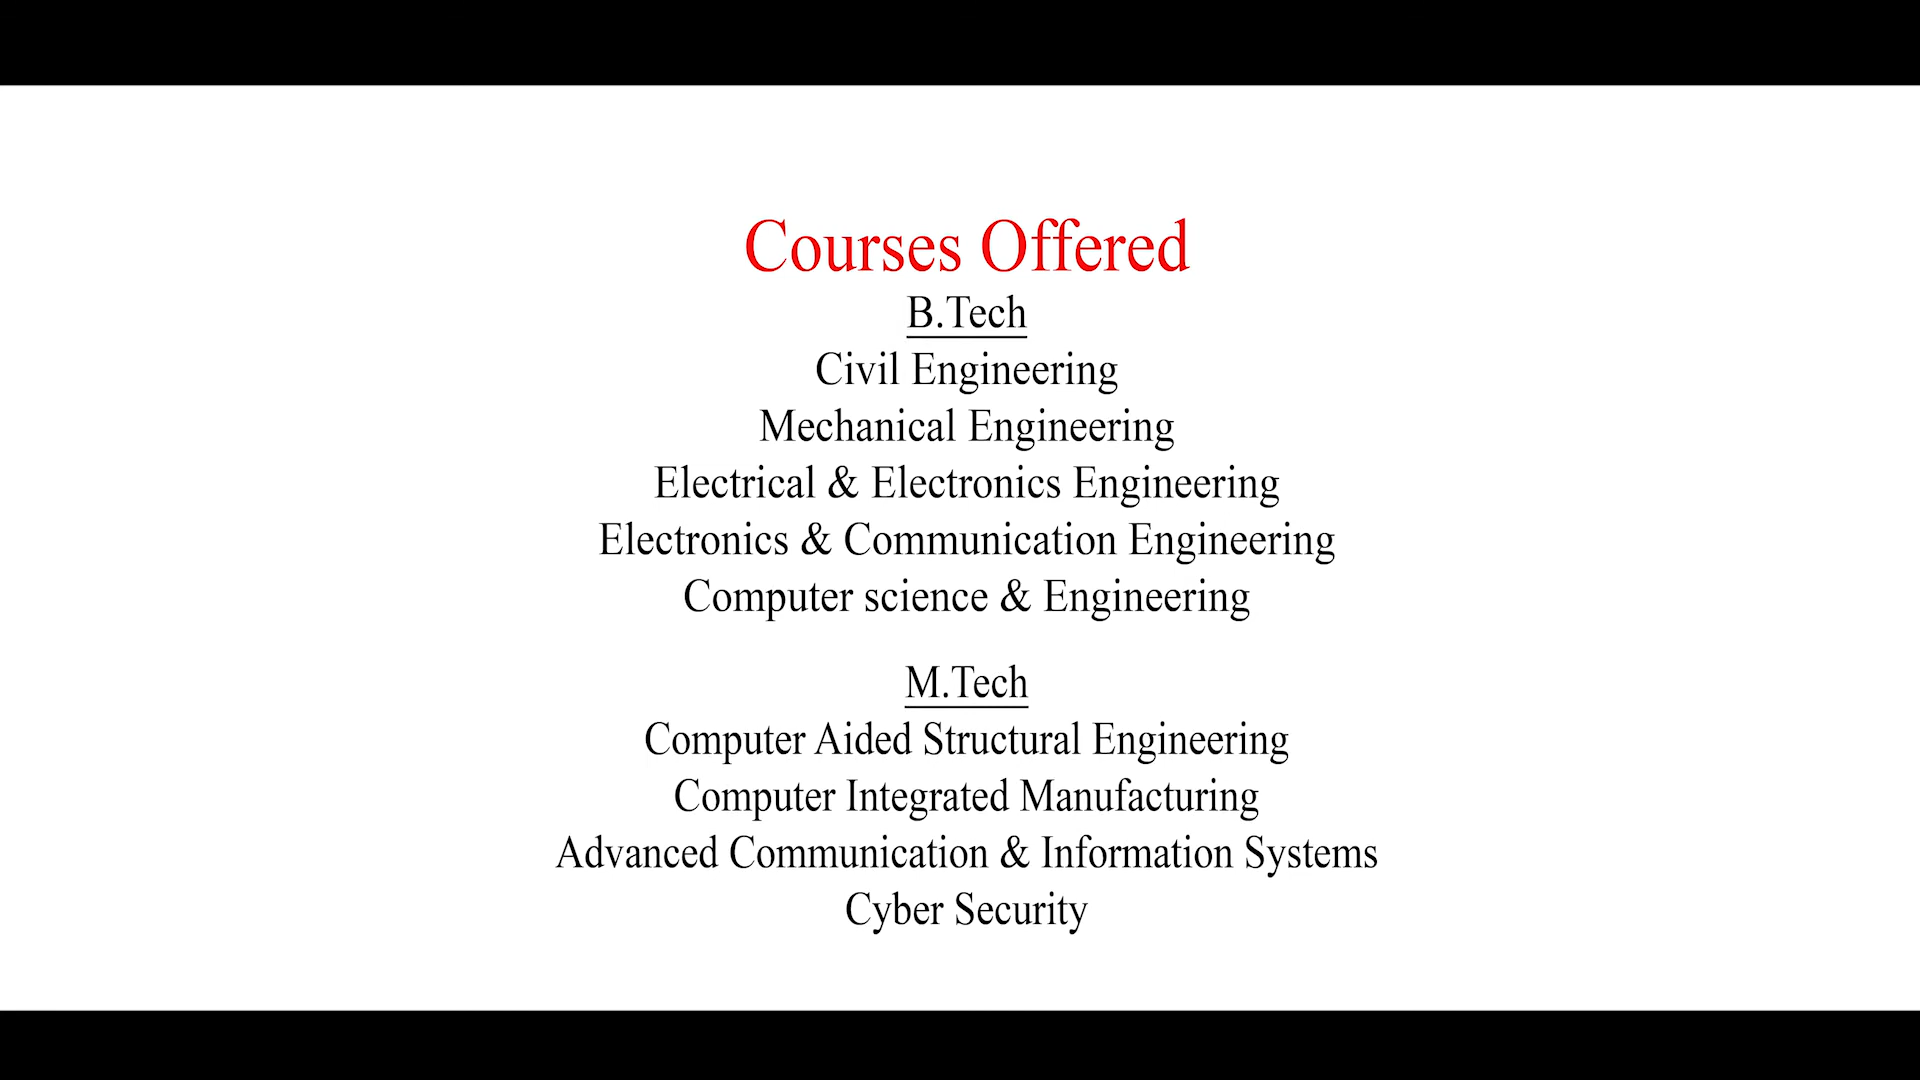 Courses Offered
B.Tech
Civil Engineering
Mechanical Engineering
Electrical & Electronics Engineering
Electronics & Communication Engineering
Computer science & Engineering
M.Tech
Computer Aided Structural Engineering
Computer Integrated Manufacturing
Advanced Communication & Information Systems
Cyber Security